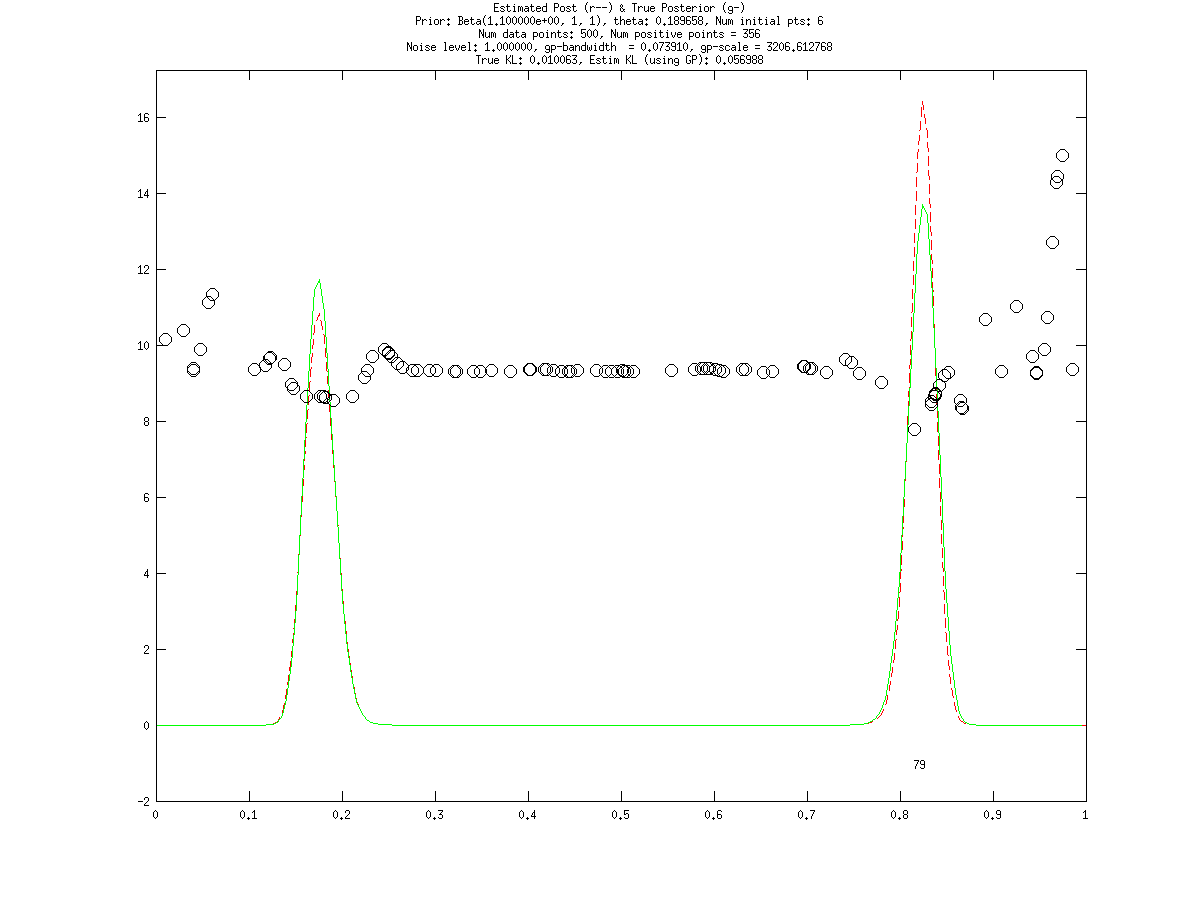 Estimated Post (r--) & True Posterior (g-)
Prior: Beta(1.100000e+00, 1, 1), theta: 0.189658, Num initial pts: 6
Num data points: 500, Num positive points = 356
Noise level: 1.000000, gp-bandwidth  = 0.073910, gp-scale = 3206.612768
True KL: 0.010063, Estim KL (using GP): 0.056988
16
14
12
10
8
6
4
2
0
79
-2
0 0.1 0.2 0.3 0.4 0.5 0.6 0.7 0.8 0.9 1